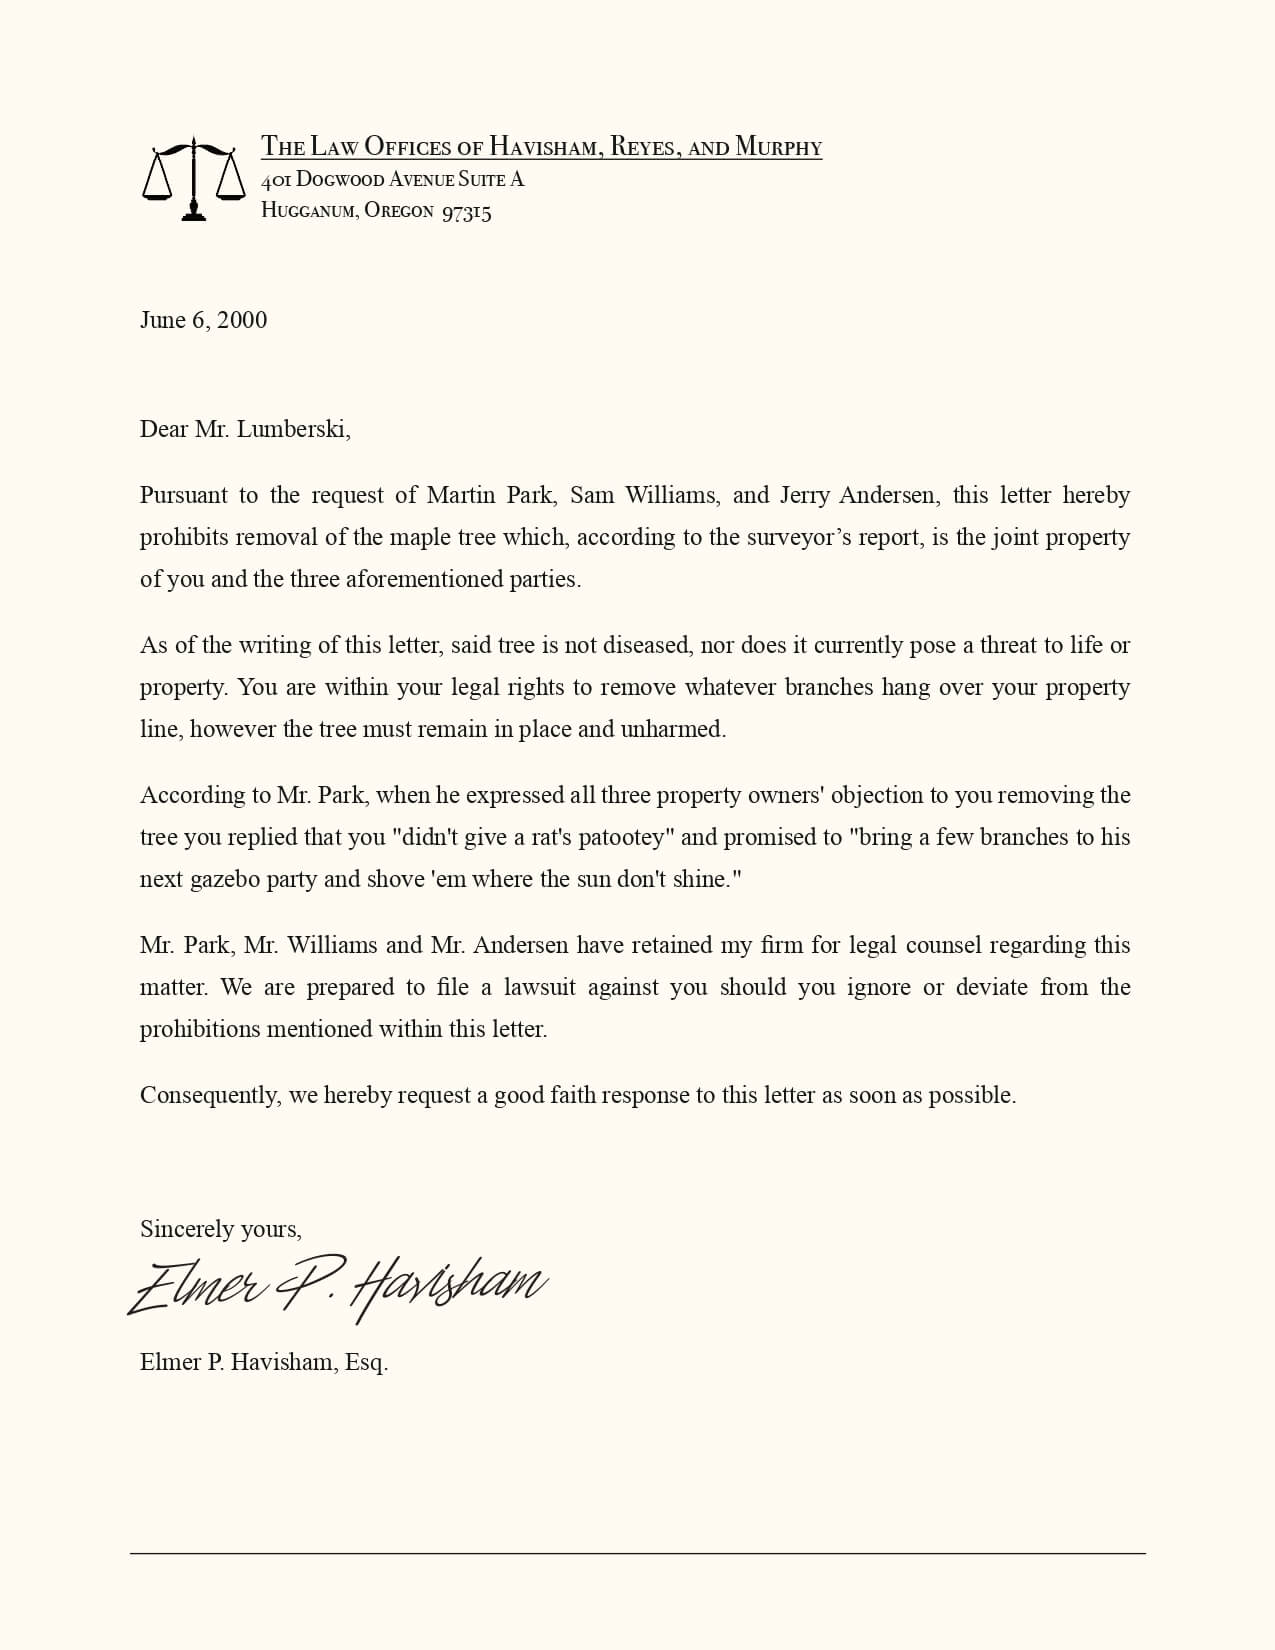 The Law Offices of Havisham, Reyes, and Murphy
401 Dogwood Avenue Suite A
Hugganum, Oregon 97315
June 6, 2000
Dear Mr. Lumberski,
Pursuant to the request of Martin Park, Sam Williams, and Jerry Andersen, this letter hereby
prohibits removal of the maple tree which, according to the surveyor’s report, is the joint property
of you and the three aforementioned parties.
As of the writing of this letter, said tree is not diseased, nor does it currently pose a threat to life or
property. You are within your legal rights to remove whatever branches hang over your property
line, however the tree must remain in place and unharmed.
According to Mr. Park, when he expressed all three property owners' objection to you removing the
tree you replied that you "didn't give a rat's patootey" and promised to "bring a few branches to his
next gazebo party and shove 'em where the sun don't shine."
Mr. Park, Mr. Williams and Mr. Andersen have retained my firm for legal counsel regarding this
matter. We are prepared to file a lawsuit against you should you ignore or deviate from the
prohibitions mentioned within this letter.
Consequently, we hereby request a good faith response to this letter as soon as possible.
Sincerely yours,
Elmer P. Havisham
Elmer P. Havisham, Esq.